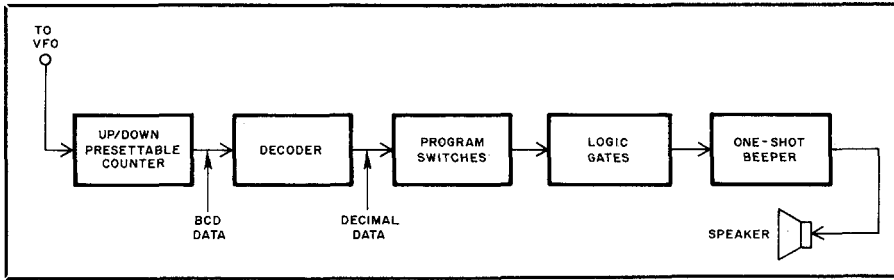 TO
VFO
UP/DOWN
PRESETTABLE
COUNTER
DECODER
PROGRAM
SWITCHES
LOGIC
GATES
ONE-SHOT
BEEPER
BCD
DATA
DECIMAL
DATA
SPEAKER